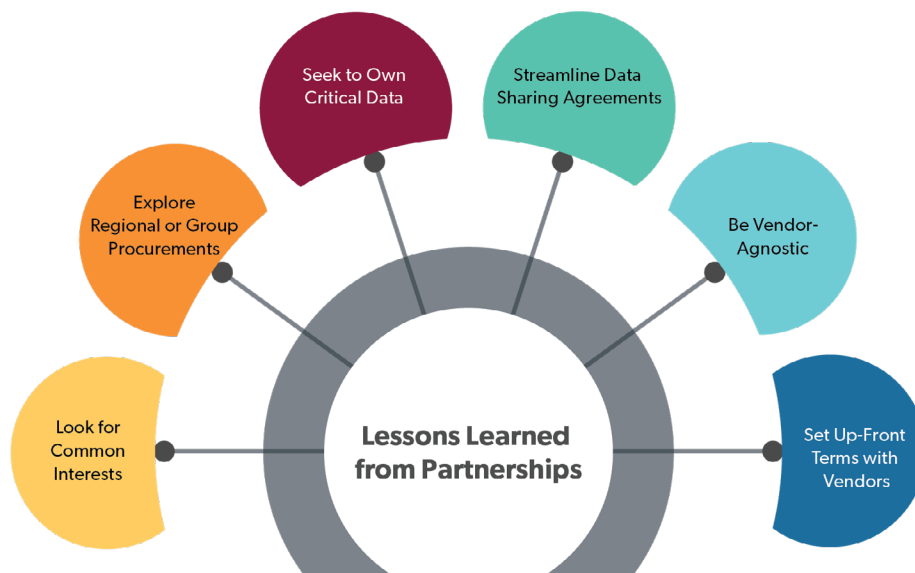 Look for
Common
Interests
Explore
Regional or Group
Procurements
Seek to Own
Critical Data
Streamline Data
Sharing Agreements
Be Vendor-
Agnostic
Set Up-Front
Terms with
Vendors
Lessons Learned
from Partnerships